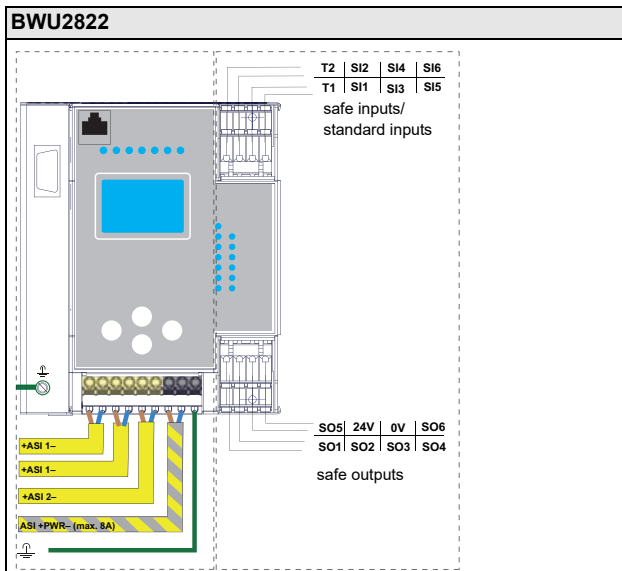 BWU2822
T2 | SI2 | SI4 | SI6
T1 | SI1 | SI3 | SI5
safe inputs/
standard inputs
SO5 | 24V | 0V | SO6
SO1 | SO2 | SO3 | SO4
safe outputs
+ASI 1–
+ASI 1–
+ASI 2–
ASI +PWR– (max. 8A)